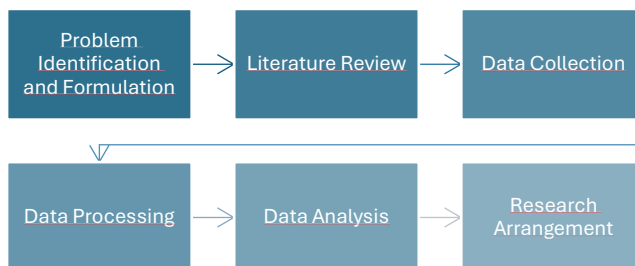 Problem
Identification
and Formulation
Literature Review
Data Collection
Data Processing
Data Analysis
Research
Arrangement